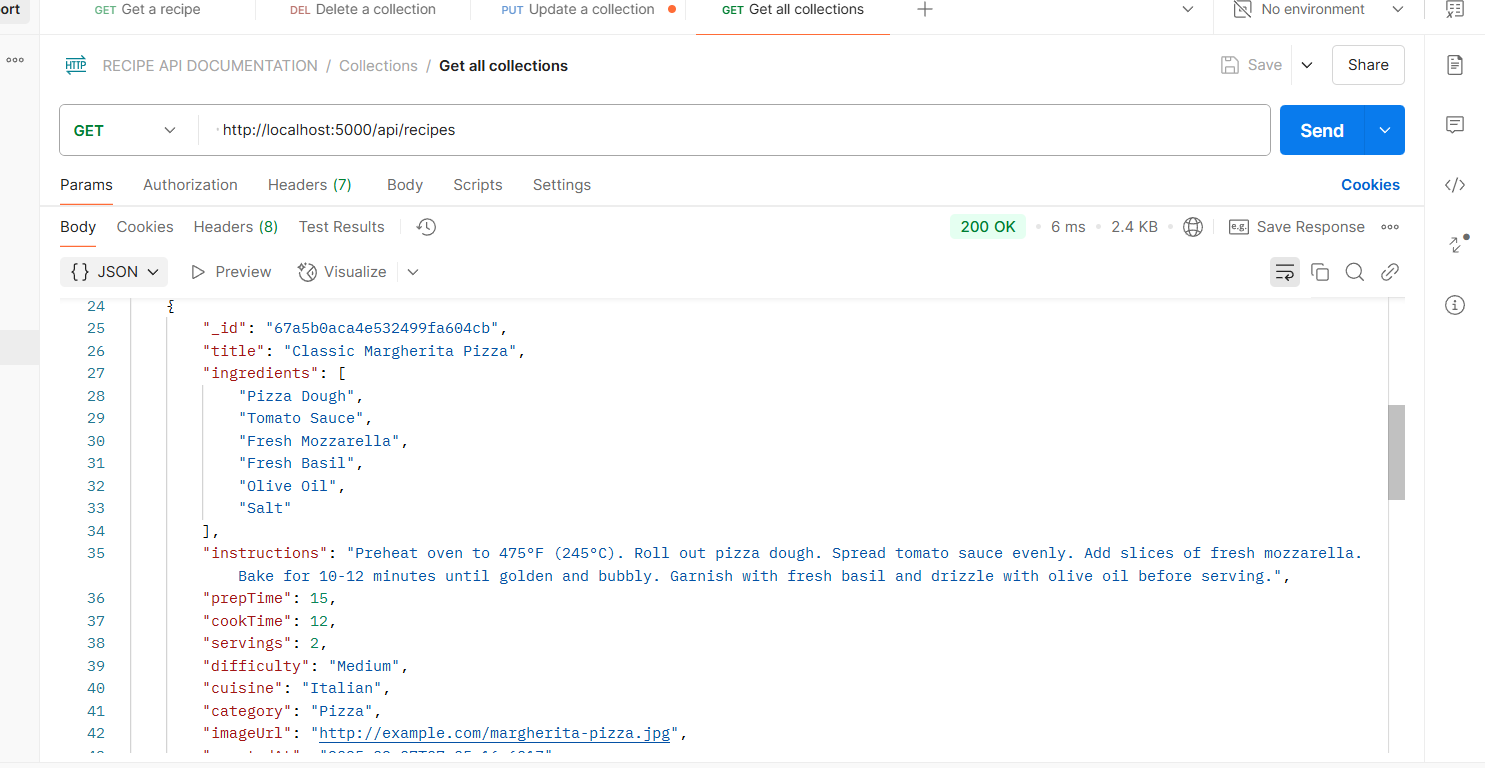 ort
GET Get a recipe
DEL Delete a collection
PUT Update a collection
GET Get all collections
No environment
HTTP RECIPE API DOCUMENTATION / Collections / Get all collections
Save
Share
GET
http://localhost:5000/api/recipes
Send
Params Authorization Headers (7) Body Scripts Settings Cookies
Body Cookies Headers (8) Test Results 200 OK • 6 ms • 2.4 KB • e.g. Save Response
{} JSON Preview Visualize
24 {
25 "_id": "67a5b0aca4e532499fa604cb",
26 "title": "Classic Margherita Pizza",
27 "ingredients": [
28 "Pizza Dough",
29 "Tomato Sauce",
30 "Fresh Mozzarella",
31 "Fresh Basil",
32 "Olive Oil",
33 "Salt"
34 ],
35 "instructions": "Preheat oven to 475°F (245°C). Roll out pizza dough. Spread tomato sauce evenly. Add slices of fresh mozzarella.
Bake for 10-12 minutes until golden and bubbly. Garnish with fresh basil and drizzle with olive oil before serving.",
36 "prepTime": 15,
37 "cookTime": 12,
38 "servings": 2,
39 "difficulty": "Medium",
40 "cuisine": "Italian",
41 "category": "Pizza",
42 "imageUrl": "http://example.com/margherita-pizza.jpg",